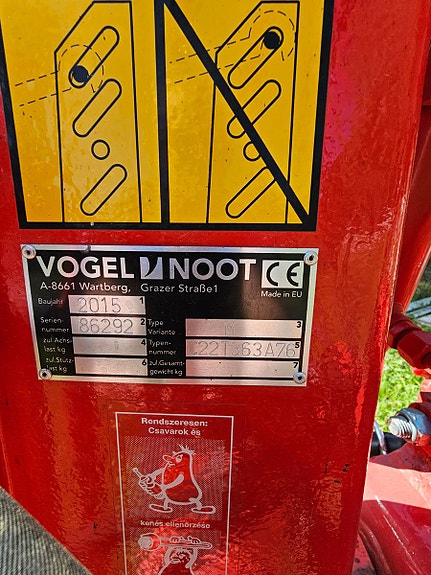 VOGEL NOOT CE
A-8661 Wartberg, Grazer Straße 1
Made in EU
Baujahr 2015 1
Serien-nummer 86292 2 Type Variante M 3
zul.Achs-last kg 4 Typen-nummer 5
zul.Stütz-last kg 6 zul.Gesamt-gewicht kg 7
Rendszeresen:
Csavarok és
kenés ellenőrzése